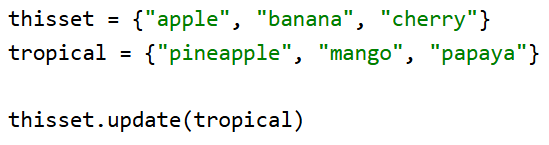 thisset = {"apple", "banana", "cherry"}
tropical = {"pineapple", "mango", "papaya"}
thisset.update(tropical)